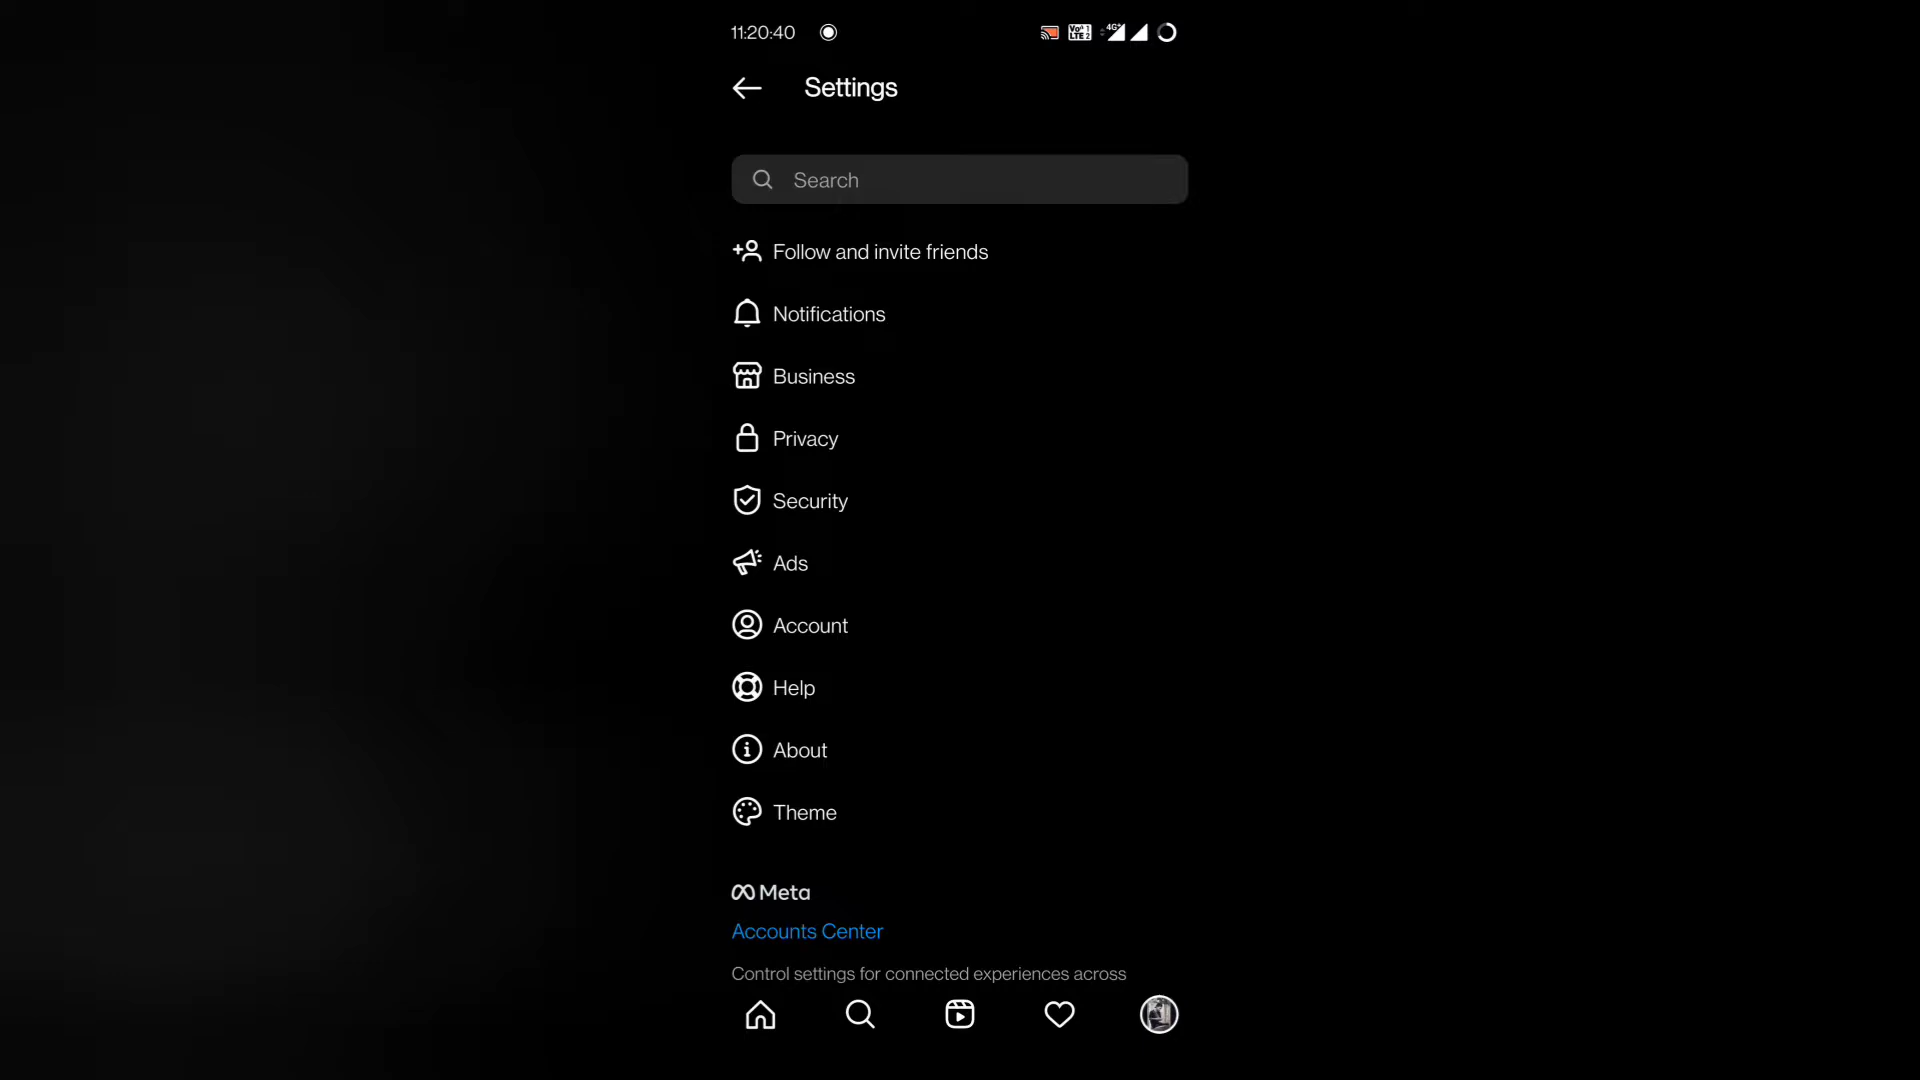 11:20:40
4G+
Settings
Search
Follow and invite friends
Notifications
Business
Privacy
Security
Ads
Account
Help
About
Theme
Meta
Accounts Center
Control settings for connected experiences across